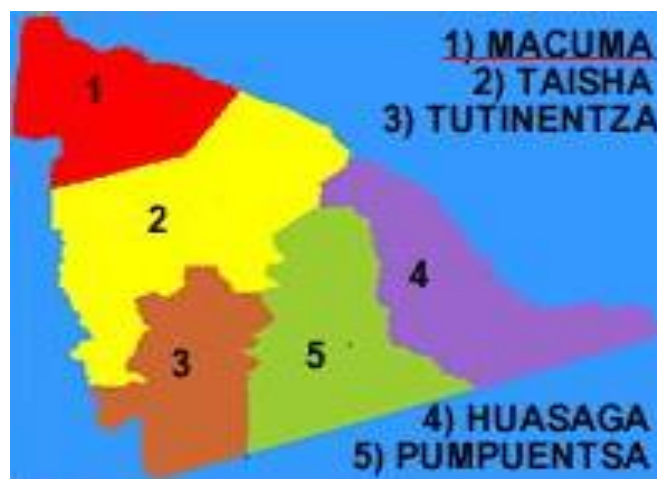 1) MACUMA
2) TAISHA
3) TUTINENTZA
1
2
4
3
5
4) HUASAGA
5) PUMPUENTSA